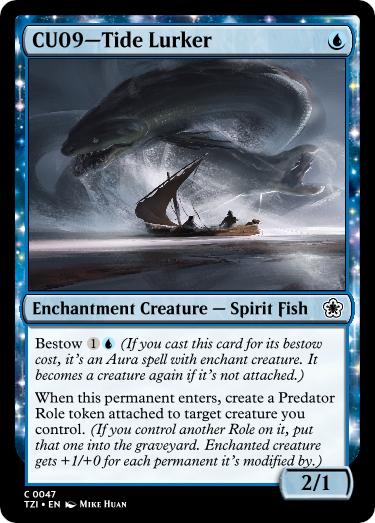 CU09—Tide Lurker
Enchantment Creature — Spirit Fish
Bestow 1 (If you cast this card for its bestow
cost, it's an Aura spell with enchant creature. It
becomes a creature again if it's not attached.)
When this permanent enters, create a Predator
Role token attached to target creature you
control. (If you control another Role on it, put
that one into the graveyard. Enchanted creature
gets +1/+0 for each permanent it's modified by.)
2/1
C 0047
TZI • EN Mike Huan